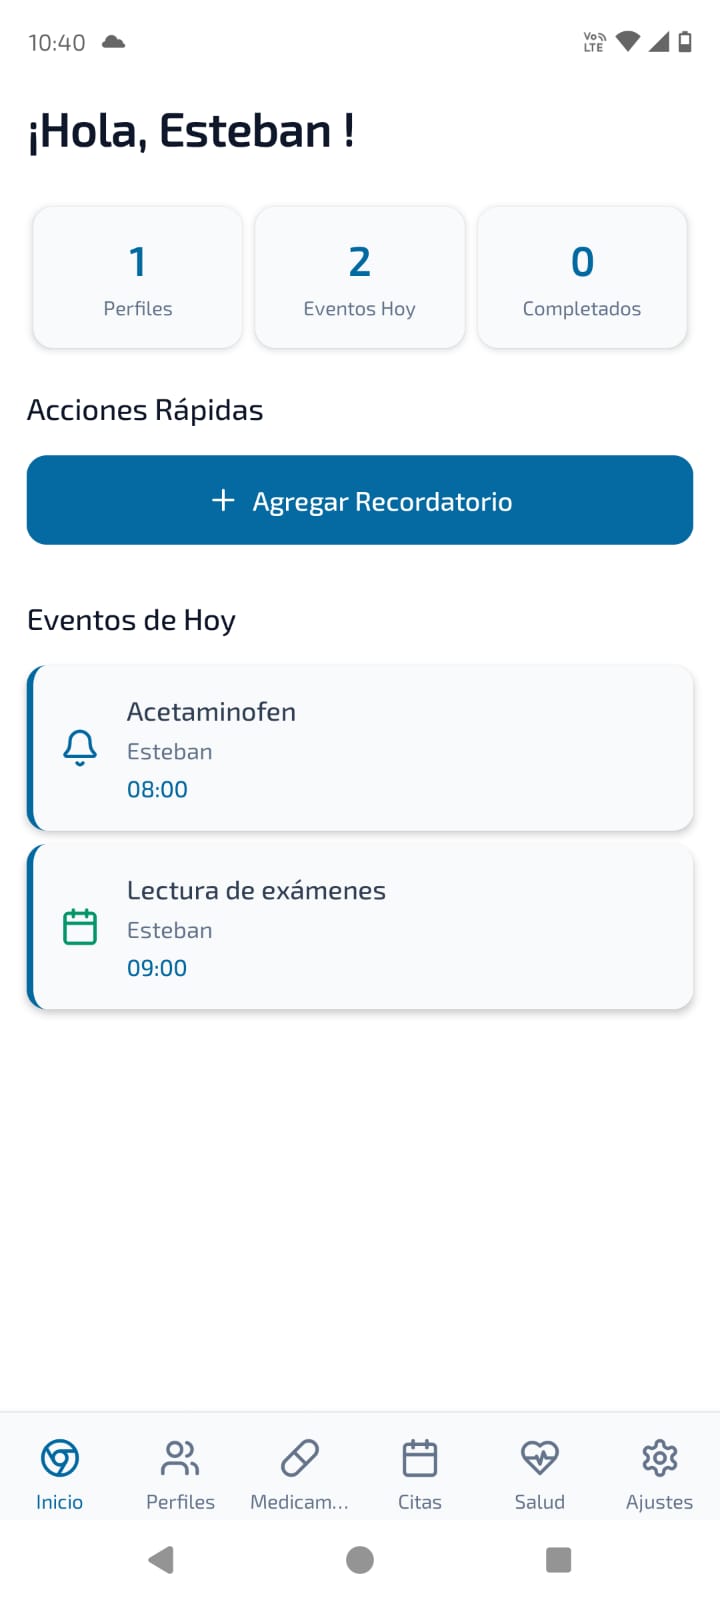 10:40
Vo LTE
¡Hola, Esteban !
1
Perfiles
2
Eventos Hoy
0
Completados
Acciones Rápidas
+ Agregar Recordatorio
Eventos de Hoy
Acetaminofen
Esteban
08:00
Lectura de exámenes
Esteban
09:00
Inicio
Perfiles
Medicam...
Citas
Salud
Ajustes